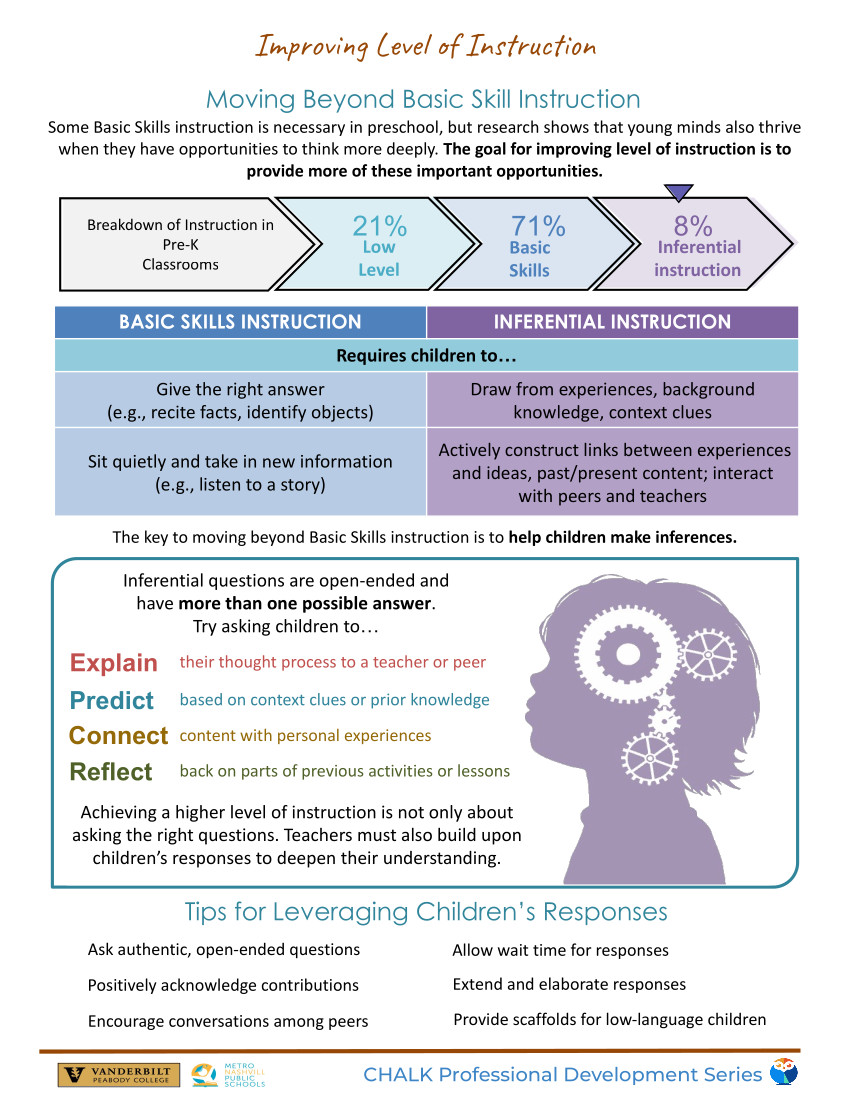 Improving Level of Instruction
Moving Beyond Basic Skill Instruction
Some Basic Skills instruction is necessary in preschool, but research shows that young minds also thrive
when they have opportunities to think more deeply. The goal for improving level of instruction is to
provide more of these important opportunities.
Breakdown of Instruction in
Pre-K
Classrooms
21%
Low
Level
71%
Basic
Skills
8%
Inferential
instruction
BASIC SKILLS INSTRUCTION
INFERENTIAL INSTRUCTION
Requires children to…
Give the right answer
(e.g., recite facts, identify objects)
Draw from experiences, background
knowledge, context clues
Sit quietly and take in new information
(e.g., listen to a story)
Actively construct links between experiences
and ideas, past/present content; interact
with peers and teachers
The key to moving beyond Basic Skills instruction is to help children make inferences.
Inferential questions are open-ended and
have more than one possible answer.
Try asking children to…
Explain their thought process to a teacher or peer
Predict based on context clues or prior knowledge
Connect content with personal experiences
Reflect back on parts of previous activities or lessons
Achieving a higher level of instruction is not only about
asking the right questions. Teachers must also build upon
children's responses to deepen their understanding.
Tips for Leveraging Children's Responses
Ask authentic, open-ended questions
Positively acknowledge contributions
Encourage conversations among peers
Allow wait time for responses
Extend and elaborate responses
Provide scaffolds for low-language children
V VANDERBILT
PEABODY COLLEGE
METRO
NASHVILL
PUBLIC
SCHOOLS
CHALK Professional Development Series